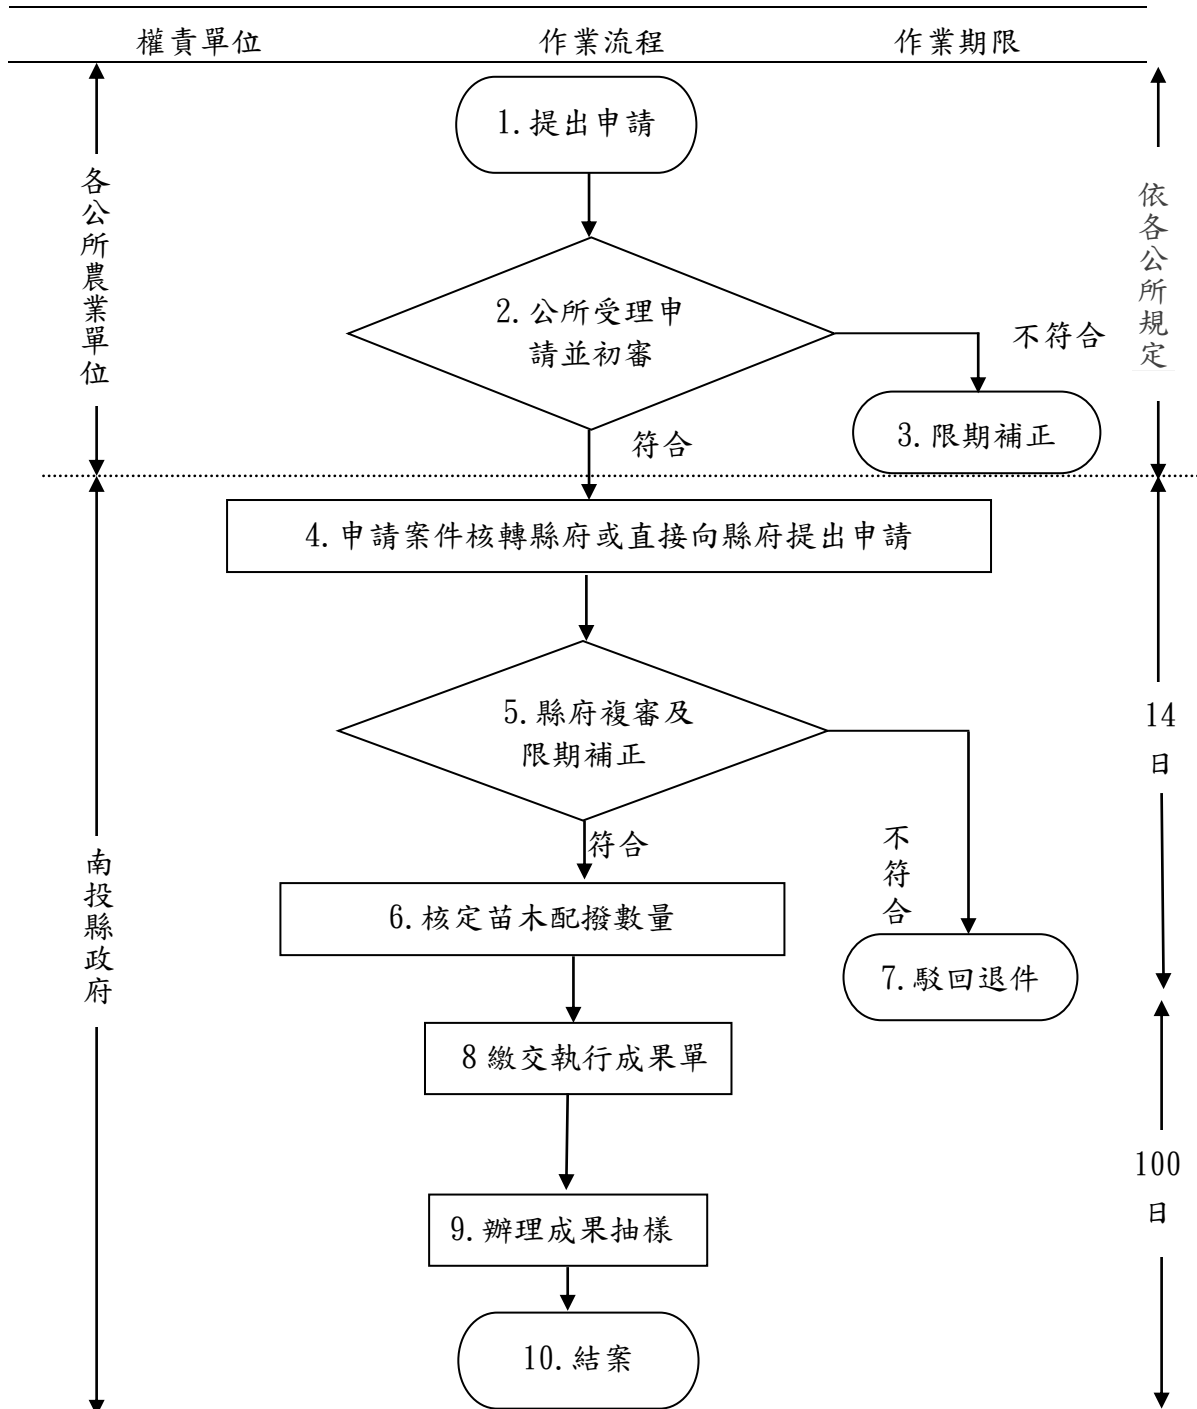 權責單位 作業流程 作業期限
1.提出申請
各公所農業單位
依各公所規定
2.公所受理申
請並初審
不符合
3.限期補正
符合
4.申請案件核轉縣府或直接向縣府提出申請
5.縣府複審及
限期補正
14
日
符合
不符合
南投縣政府
6.核定苗木配撥數量
7.駁回退件
8 繳交執行成果單
100
日
9.辦理成果抽樣
10.結案